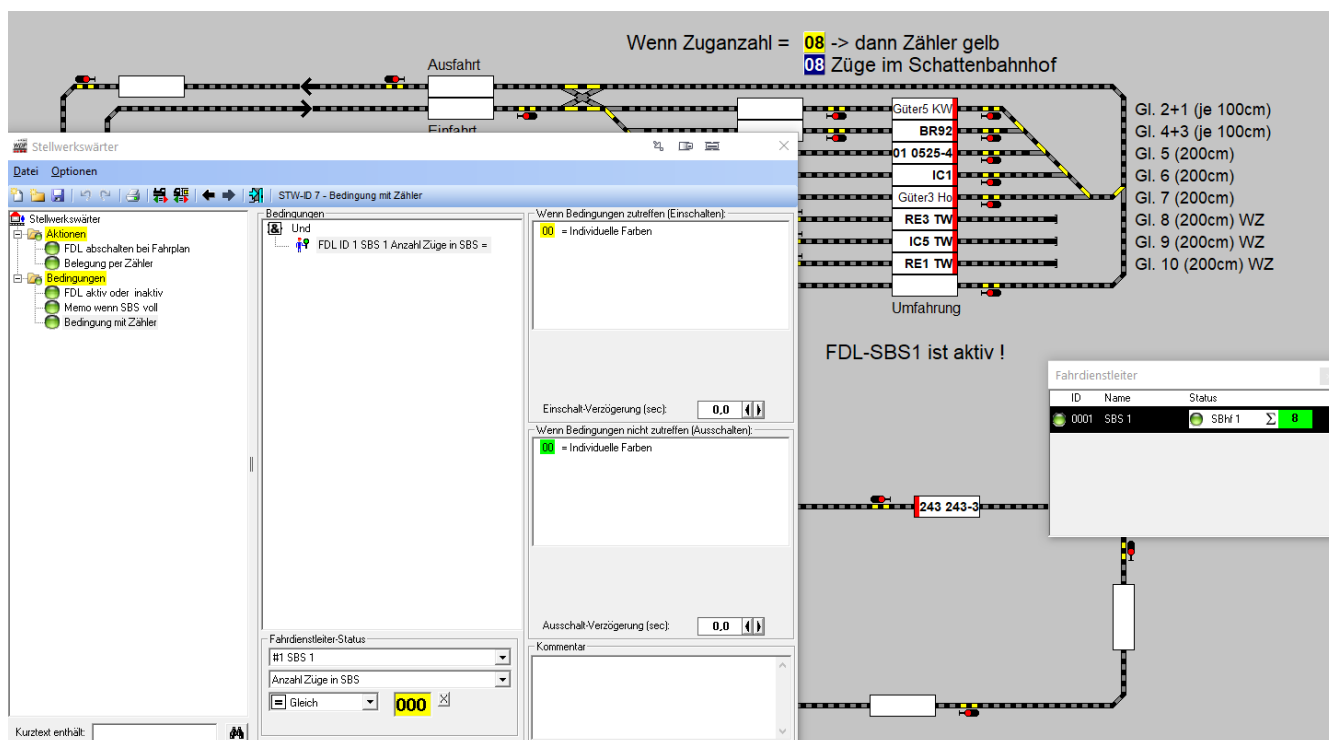 Wenn Zuganzahl = 08 -> dann Zähler gelb
08 Züge im Schattenbahnhof
Ausfahrt
Einfahrt
Güter5 KW
BR92
01 0525-4
IC1
Güter3 Ho
RE3 TW
IC5 TW
RE1 TW
Umfahrung
Gl. 2+1 (je 100cm)
Gl. 4+3 (je 100cm)
Gl. 5 (200cm)
Gl. 6 (200cm)
Gl. 7 (200cm)
Gl. 8 (200cm) WZ
Gl. 9 (200cm) WZ
Gl. 10 (200cm) WZ
FDL-SBS1 ist aktiv !
243 243-3
Stellwerkswärter
Datei Optionen
STW-ID 7 - Bedingung mit Zähler
Stellwerkswärter
Aktionen
FDL abschalten bei Fahrplan
Belegung per Zähler
Bedingungen
FDL aktiv oder inaktiv
Memo wenn SBS voll
Bedingung mit Zähler
Kurztext enthält:
Bedingungen
& Und
FDL ID 1 SBS 1 Anzahl Züge in SBS =
Fahrdienstleiter-Status
#1 SBS 1
Anzahl Züge in SBS
= Gleich 000 X
Wenn Bedingungen zutreffen (Einschalten):
00 = Individuelle Farben
Einschalt-Verzögerung (sec): 0,0
Wenn Bedingungen nicht zutreffen (Ausschalten):
00 = Individuelle Farben
Ausschalt-Verzögerung (sec): 0,0
Kommentar
Fahrdienstleiter
ID Name Status
0001 SBS 1 SBhf 1 Σ 8